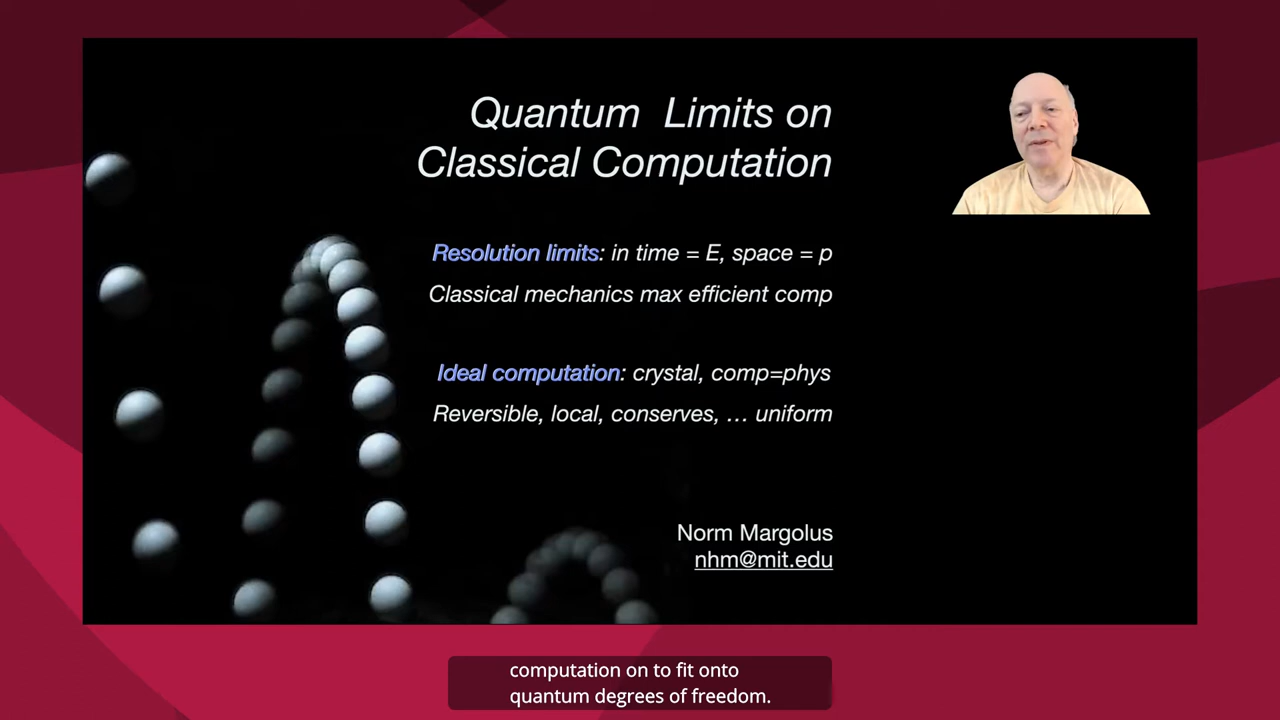 Quantum Limits on
Classical Computation
Resolution limits: in time = E, space = p
Classical mechanics max efficient comp
Ideal computation: crystal, comp=phys
Reversible, local, conserves, … uniform
Norm Margolus
nhm@mit.edu
computation on to fit onto
quantum degrees of freedom.